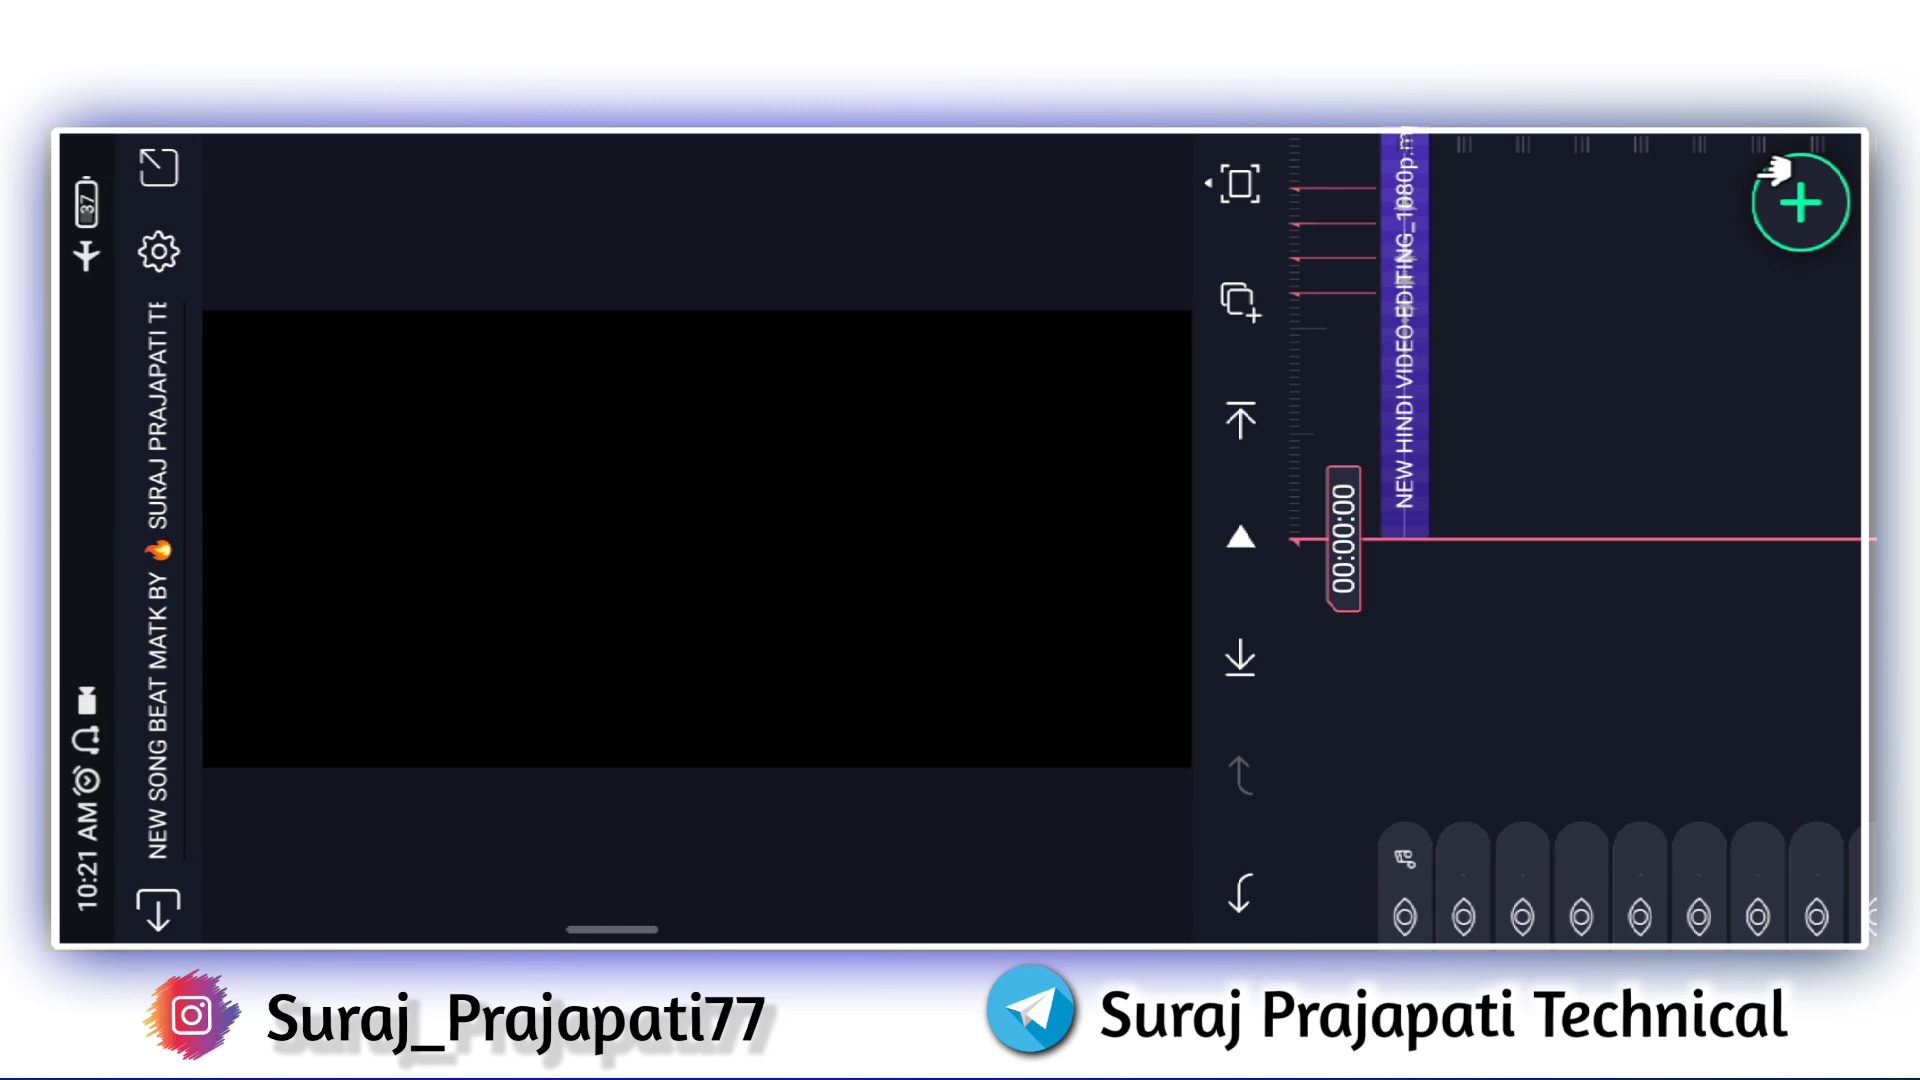 10:21 AM
37
NEW SONG BEAT MATK BY 🔥 SURAJ PRAJAPATI
00:00:00
NEW HINDI VIDEO EDITING_1080p.m
Suraj_Prajapati77
Suraj Prajapati Technical